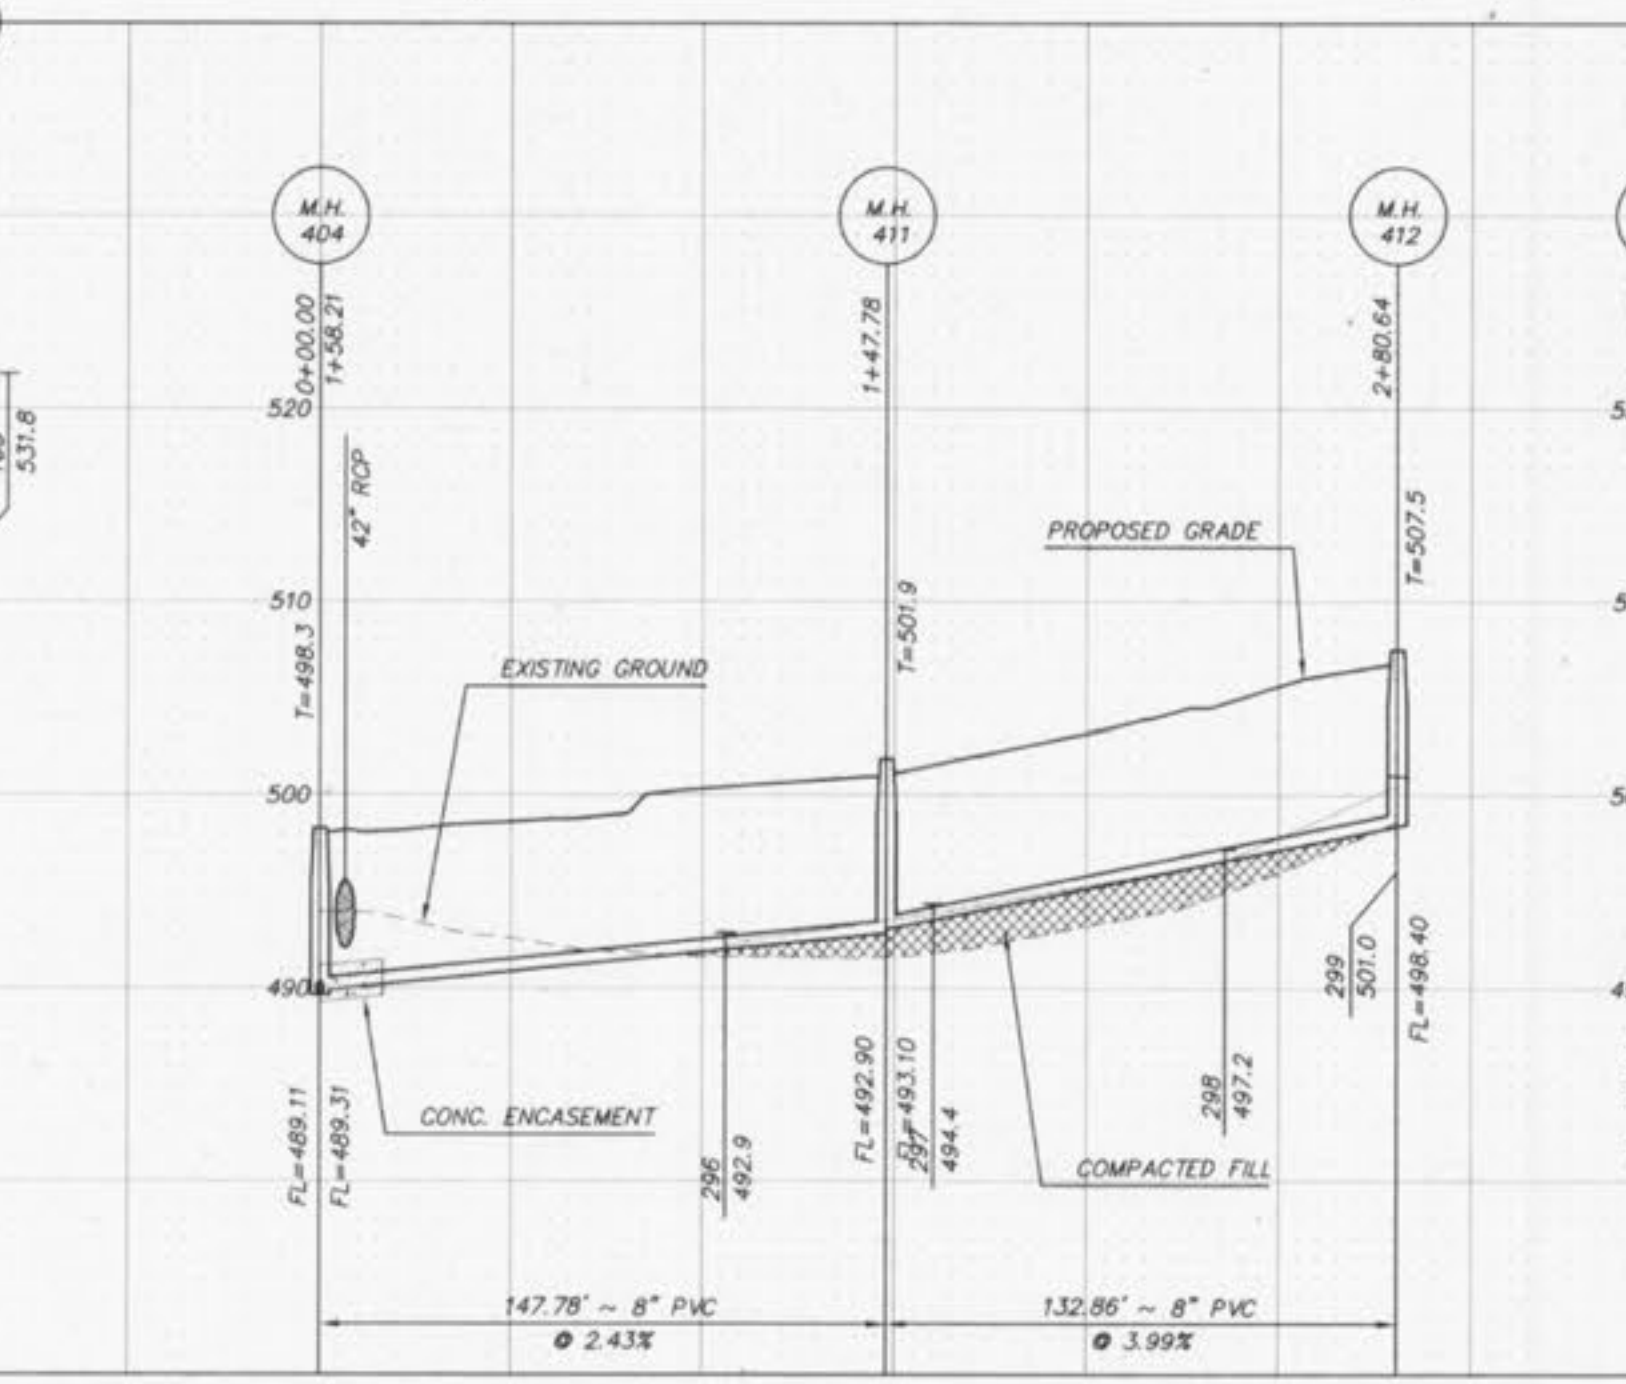 M.H.
404
M.H.
411
M.H.
412
0+00.00
1+58.21
1+47.78
2+80.64
531.8
520
42" RCP
PROPOSED GRADE
T=507.5
510
T=498.3
EXISTING GROUND
T=501.9
500
490
299
501.0
FL=498.40
FL=489.11
FL=489.31
CONC. ENCASEMENT
296
492.9
FL=492.90
FL=493.10
297
494.4
298
497.2
COMPACTED FILL
147.78' ~ 8" PVC
@ 2.43%
132.86' ~ 8" PVC
@ 3.99%